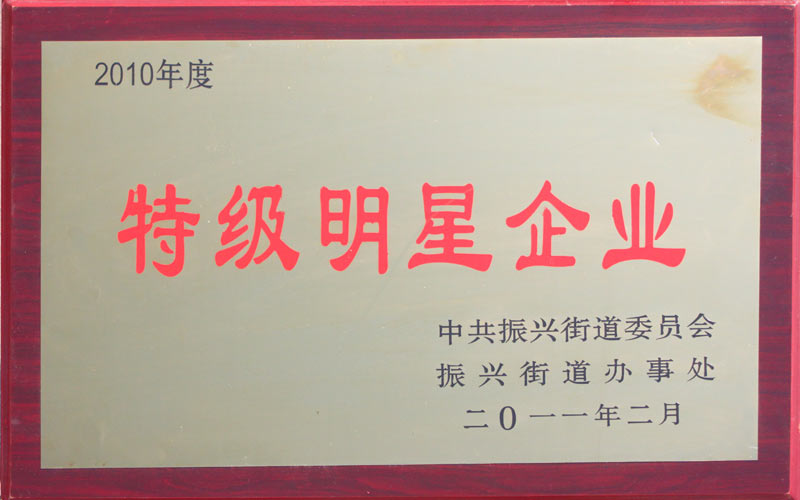 2010年度
特级明星企业
中共振兴街道委员会
振兴街道办事处
二0一一年二月